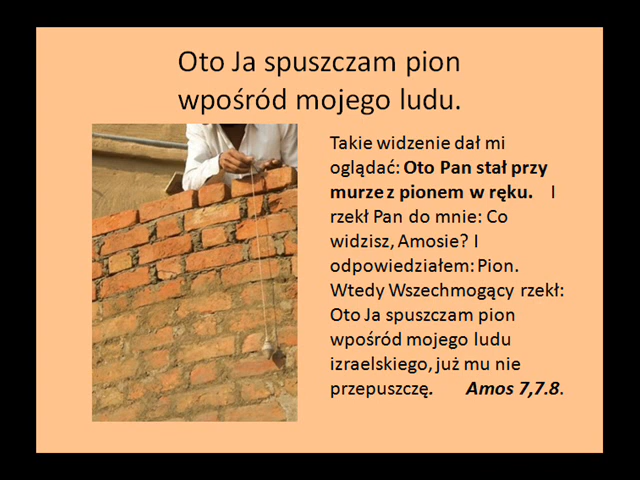 Oto Ja spuszczam pion
wpośród mojego ludu.
Takie widzenie dał mi
oglądać: Oto Pan stał przy
murze z pionem w ręku. I
rzekł Pan do mnie: Co
widzisz, Amosie? I
odpowiedziałem: Pion.
Wtedy Wszechmogący rzekł:
Oto Ja spuszczam pion
wpośród mojego ludu
izraelskiego, już mu nie
przepuszczę. Amos 7,7.8.